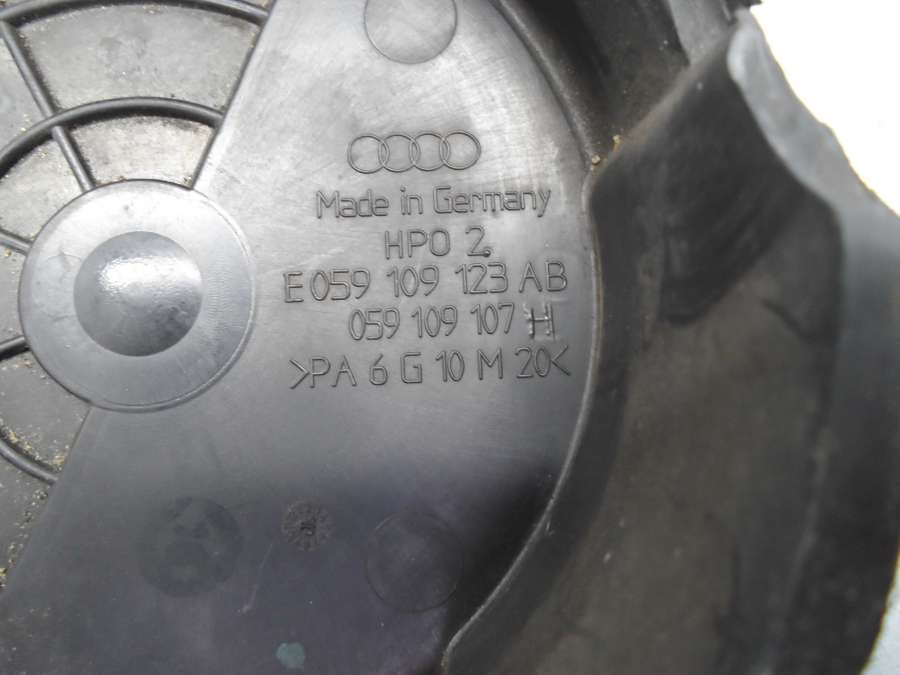 Made in Germany
HPO 2.
E 059 109 123 AB
059 109 107 H
>PA 6 G 10 M 20<